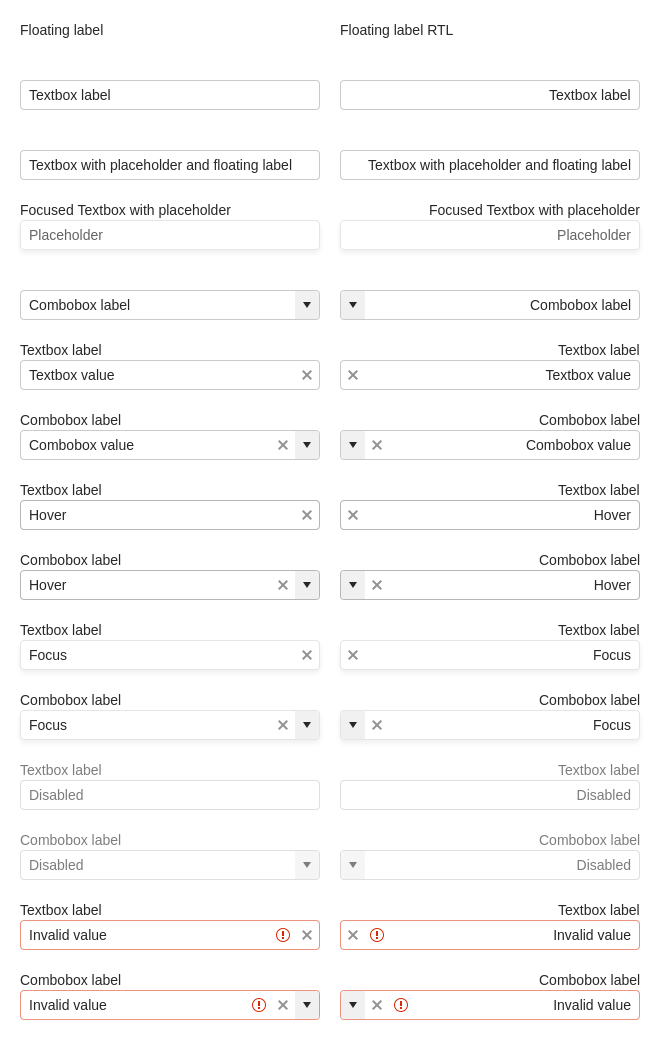 Floating label
Floating label RTL
Textbox label
Textbox label
Textbox with placeholder and floating label
Textbox with placeholder and floating label
Focused Textbox with placeholder
Focused Textbox with placeholder
Placeholder
Placeholder
Combobox label
Combobox label
Textbox label
Textbox label
Textbox value
Textbox value
Combobox label
Combobox label
Combobox value
Combobox value
Textbox label
Textbox label
Hover
Hover
Combobox label
Combobox label
Hover
Hover
Textbox label
Textbox label
Focus
Focus
Combobox label
Combobox label
Focus
Focus
Textbox label
Textbox label
Disabled
Disabled
Combobox label
Combobox label
Disabled
Disabled
Textbox label
Textbox label
Invalid value
Invalid value
Combobox label
Combobox label
Invalid value
Invalid value